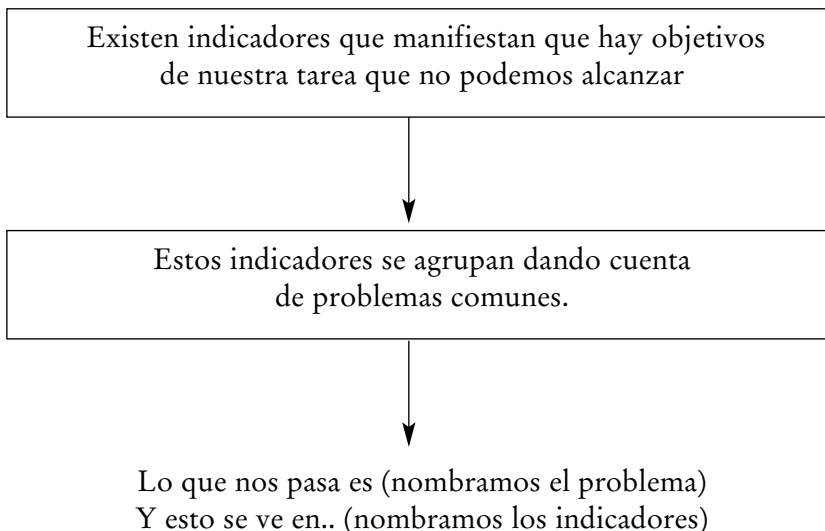 Existen indicadores que manifiestan que hay objetivos
de nuestra tarea que no podemos alcanzar
Estos indicadores se agrupan dando cuenta
de problemas comunes.
Lo que nos pasa es (nombramos el problema)
Y esto se ve en.. (nombramos los indicadores)